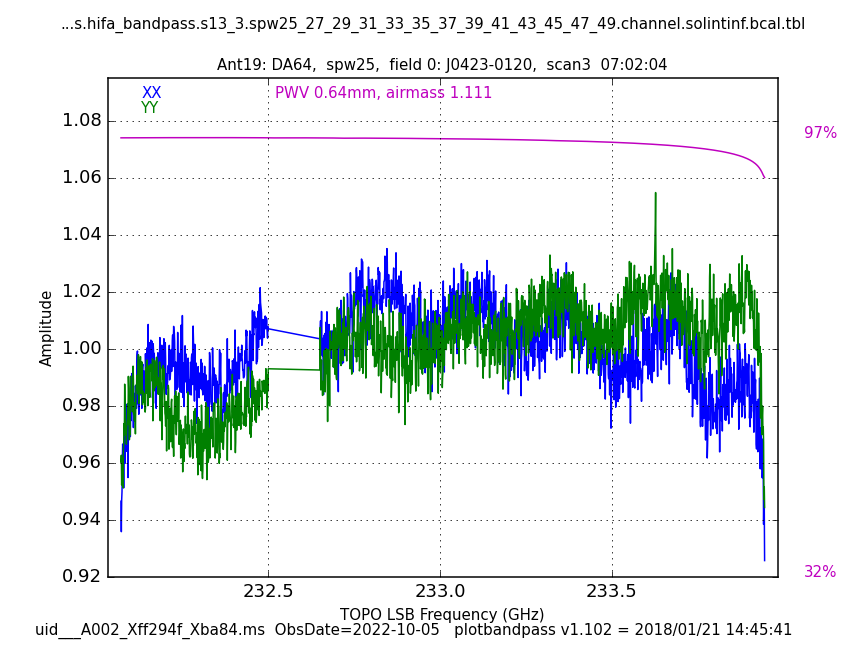 ...s.hifa_bandpass.s13_3.spw25_27_29_31_33_35_37_39_41_43_45_47_49.channel.solintinf.bcal.tbl
Ant19: DA64,  spw25,  field 0: J0423-0120,  scan3  07:02:04
XX
YY
PWV 0.64mm, airmass 1.111
97%
32%
1.08
1.06
1.04
1.02
1.00
0.98
0.96
0.94
0.92
Amplitude
232.5 233.0 233.5
TOPO LSB Frequency (GHz)
uid___A002_Xff294f_Xba84.ms  ObsDate=2022-10-05   plotbandpass v1.102 = 2018/01/21 14:45:41